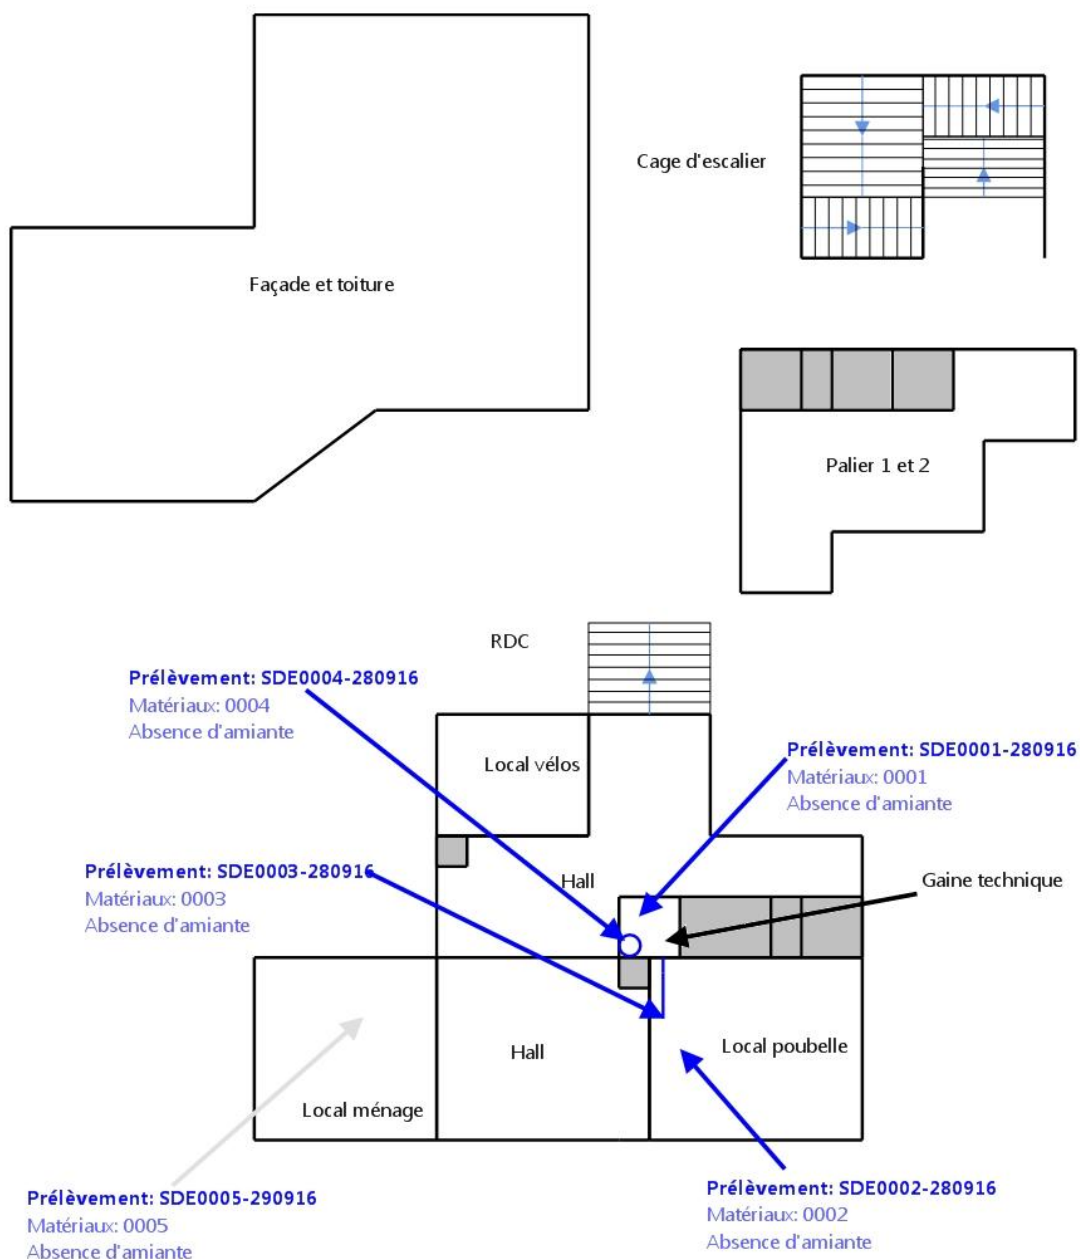 Cage d'escalier
Façade et toiture
Palier 1 et 2
RDC
Prélèvement: SDE0004-280916
Matériaux: 0004
Absence d'amiante
Local vélos
Prélèvement: SDE0001-280916
Matériaux: 0001
Absence d'amiante
Prélèvement: SDE0003-280916
Matériaux: 0003
Absence d'amiante
Hall
Gaine technique
Hall
Local poubelle
Local ménage
Prélèvement: SDE0005-290916
Matériaux: 0005
Absence d'amiante
Prélèvement: SDE0002-280916
Matériaux: 0002
Absence d'amiante